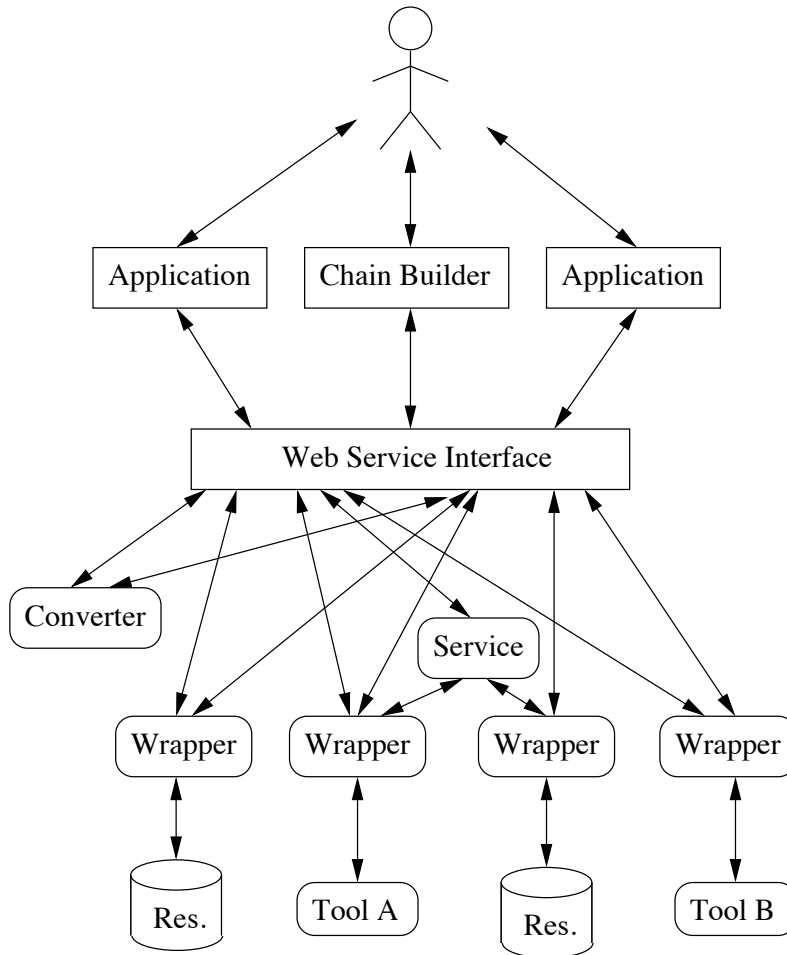 Application
Chain Builder
Application
Web Service Interface
Converter
Service
Wrapper
Wrapper
Wrapper
Wrapper
Res.
Tool A
Res.
Tool B